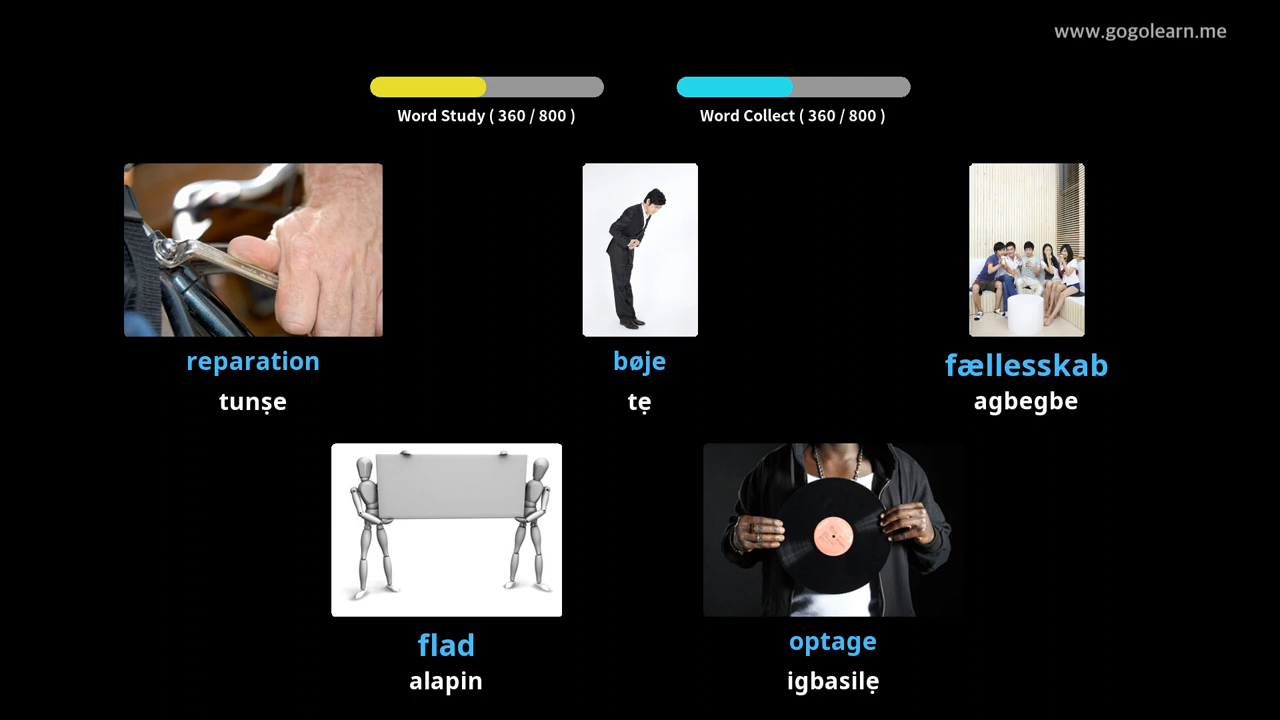 www.gogolearn.me
Word Study ( 360 / 800 )
Word Collect ( 360 / 800 )
reparation
tunṣe
bøje
tẹ
fællesskab
agbegbe
flad
alapin
optage
igbasilẹ